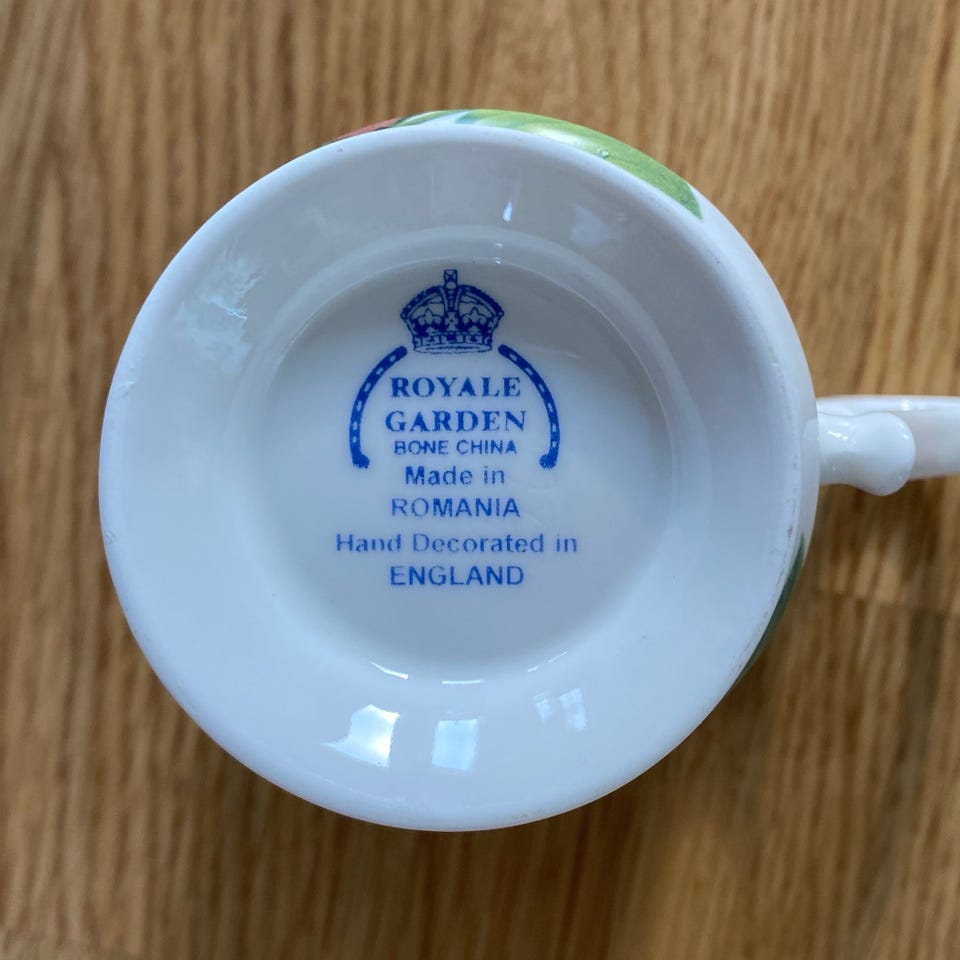 ROYALE
GARDEN
BONE CHINA
Made in
ROMANIA
Hand Decorated in
ENGLAND